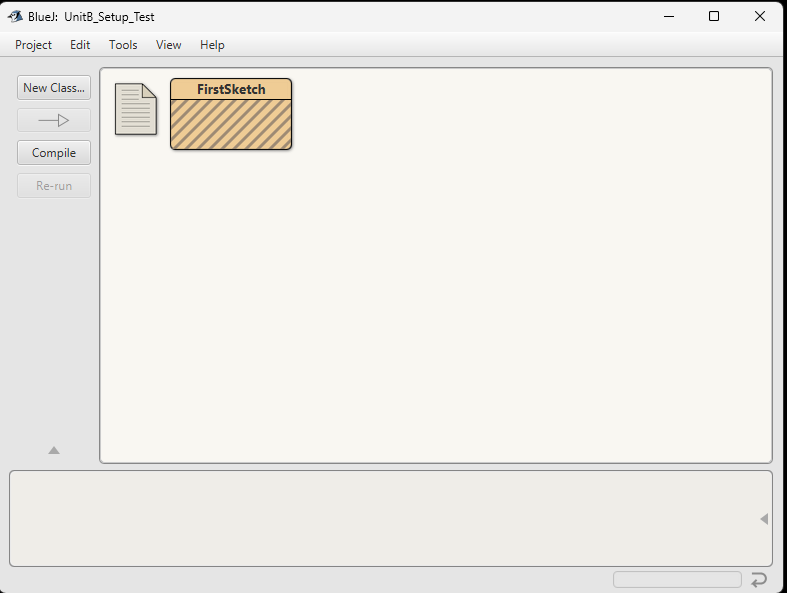 BlueJ: UnitB_Setup_Test
Project Edit Tools View Help
New Class...
FirstSketch
Compile
Re-run